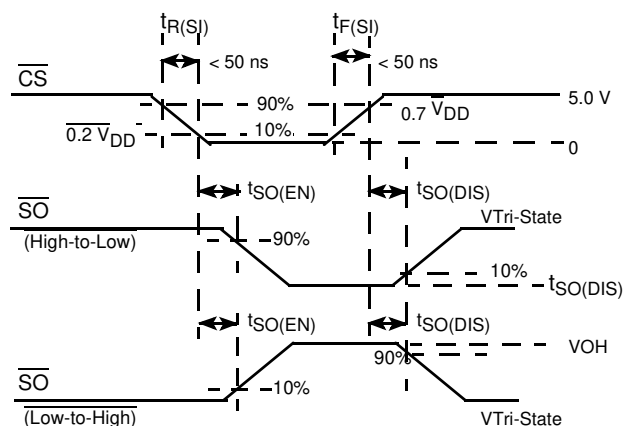 tR(SI) tF(SI)
< 50 ns < 50 ns
CS
90% 0.7 VDD 5.0 V
0.2 VDD 10% 0
tSO(EN) tSO(DIS)
SO VTri-State
(High-to-Low) 90%
10%
tSO(DIS)
tSO(EN) tSO(DIS)
VOH
90%
SO 10%
(Low-to-High) VTri-State